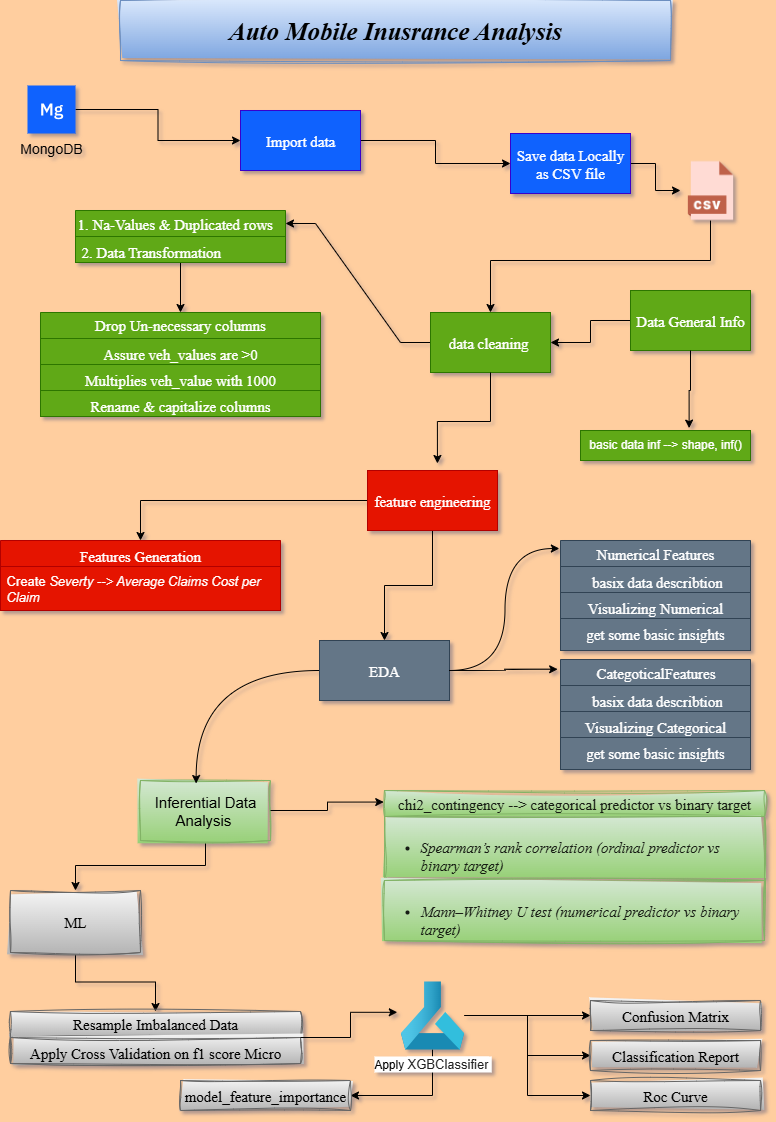 Auto Mobile Inusrance Analysis
Mg
MongoDB
Import data
Save data Locally
as CSV file
CSV
1. Na-Values & Duplicated rows
2. Data Transformation
Drop Un-necessary columns
Assure veh_values are >0
Multiplies veh_value with 1000
Rename & capitalize columns
data cleaning
Data General Info
basic data inf --> shape, inf()
feature engineering
Features Generation
Create Severty --> Average Claims Cost per
Claim
Numerical Features
basix data describtion
Visualizing Numerical
get some basic insights
EDA
CategoticalFeatures
basix data describtion
Visualizing Categorical
get some basic insights
Inferential Data
Analysis
chi2_contingency --> categorical predictor vs binary target
• Spearman's rank correlation (ordinal predictor vs
binary target)
• Mann–Whitney U test (numerical predictor vs binary
target)
ML
Resample Imbalanced Data
Apply Cross Validation on f1 score Micro
Apply XGBClassifier
model_feature_importance
Confusion Matrix
Classification Report
Roc Curve